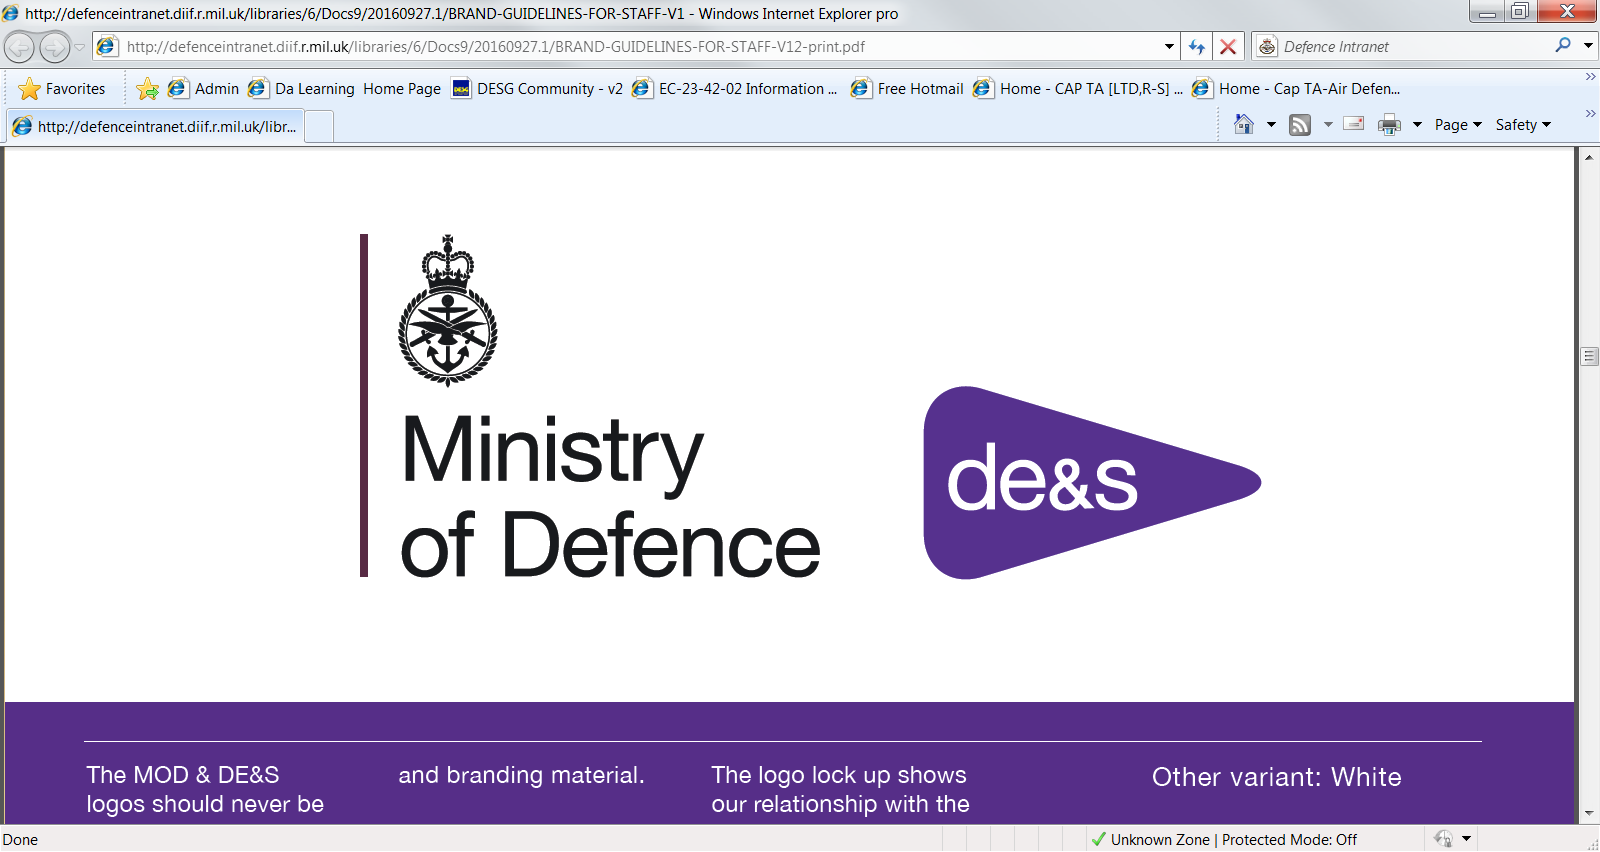 http://defenceintranet.diif.r.mil.uk/libraries/6/Docs9/20160927.1/BRAND-GUIDELINES-FOR-STAFF-V1 - Windows Internet Explorer pro
http://defenceintranet.diif.r.mil.uk/libraries/6/Docs9/20160927.1/BRAND-GUIDELINES-FOR-STAFF-V12-print.pdf
Defence Intranet
Favorites
Admin
Da Learning
Home Page
DESG
DESG Community - v2
EC-23-42-02 Information ...
Free Hotmail
Home - CAP TA [LTD,R-S] ...
Home - Cap TA-Air Defen...
http://defenceintranet.diif.r.mil.uk/libr...
Page
Safety
Ministry
of Defence
de&s
The MOD & DE&S
logos should never be
and branding material.
The logo lock up shows
our relationship with the
Other variant: White
Done
Unknown Zone | Protected Mode: Off